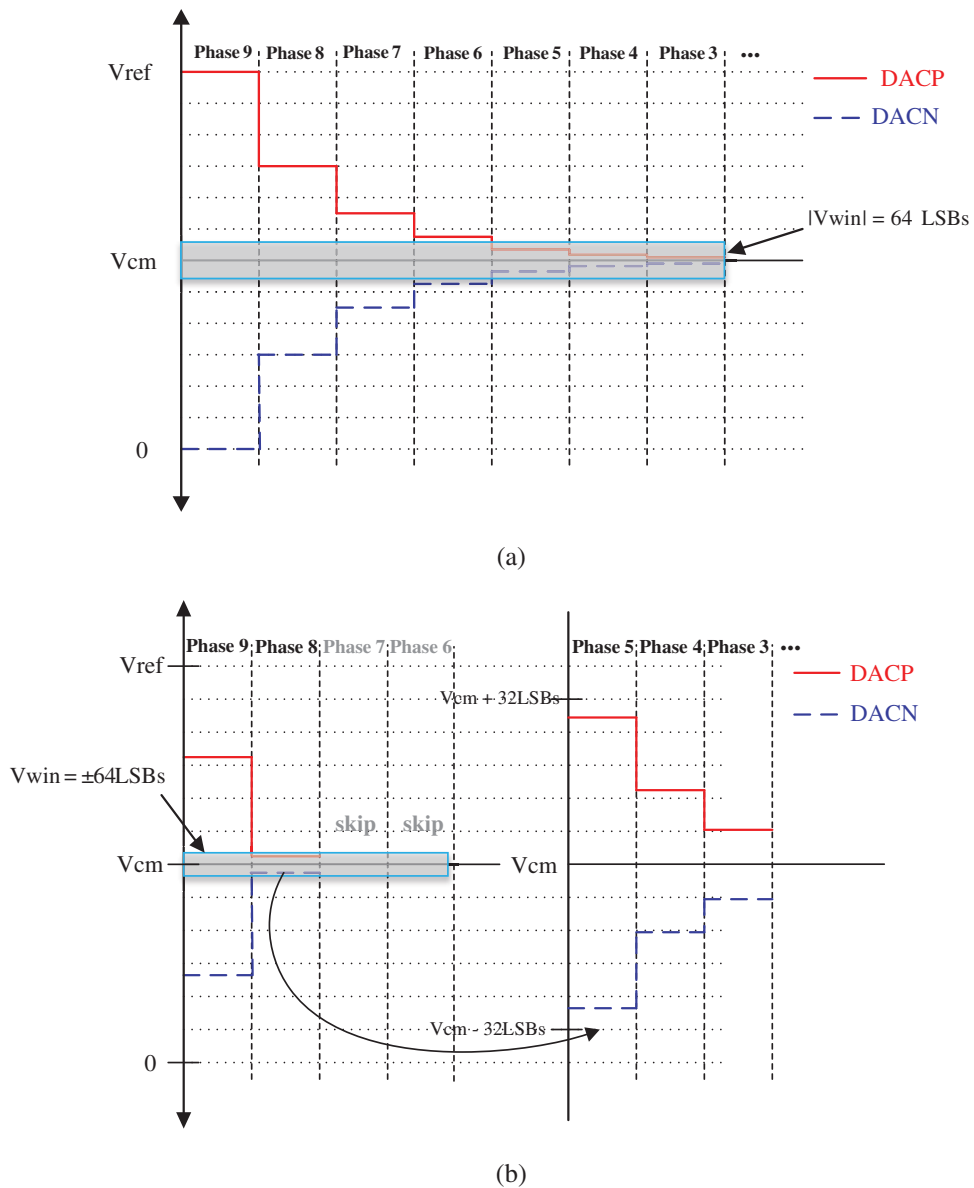 Phase 9 Phase 8 Phase 7 Phase 6 Phase 5 Phase 4 Phase 3 ...
Vref
DACP
DACN
|Vwin| = 64 LSBs
Vcm
0
(a)
Phase 9 Phase 8 Phase 7 Phase 6 Phase 5 Phase 4 Phase 3 ...
Vref
DACP
Vcm + 32LSBs
DACN
Vwin = ±64LSBs
skip skip
Vcm Vcm
Vcm - 32LSBs
0
(b)